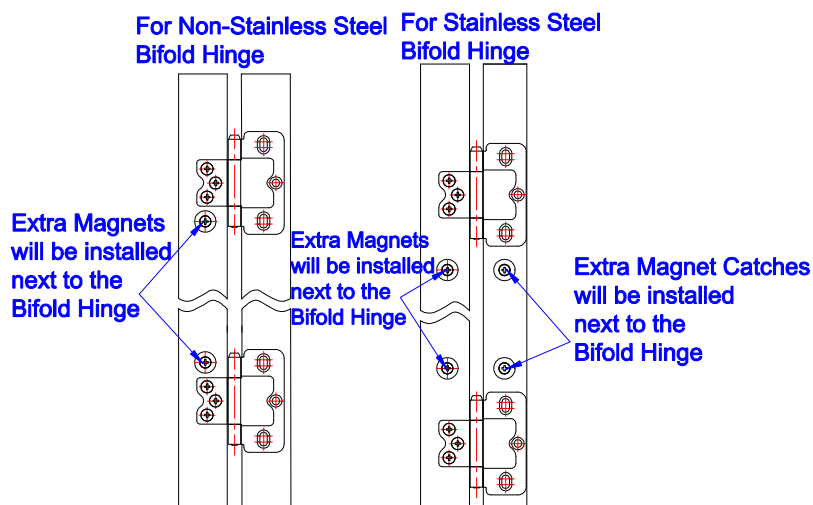 For Non-Stainless Steel
Bifold Hinge
For Stainless Steel
Bifold Hinge
Extra Magnets
will be installed
next to the
Bifold Hinge
Extra Magnets
will be installed
next to the
Bifold Hinge
Extra Magnet Catches
will be installed
next to the
Bifold Hinge